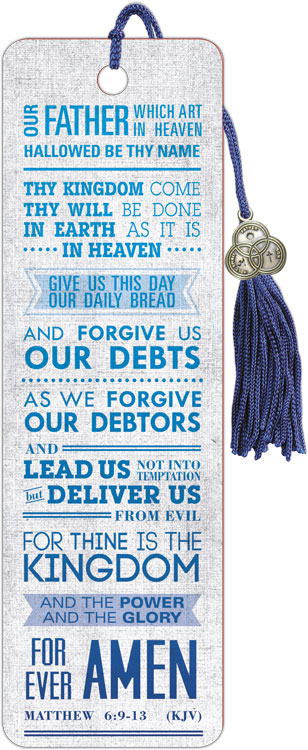 OUR FATHER WHICH ART IN HEAVEN
HALLOWED BE THY NAME
THY KINGDOM COME
THY WILL BE DONE
IN EARTH AS IT IS
IN HEAVEN
GIVE US THIS DAY
OUR DAILY BREAD
AND FORGIVE US
OUR DEBTS
AS WE FORGIVE
OUR DEBTORS
AND
LEAD US NOT INTO TEMPTATION
but DELIVER US
FROM EVIL
FOR THINE IS THE
KINGDOM
AND THE POWER
AND THE GLORY
FOR EVER AMEN
MATTHEW 6:9-13 (KJV)